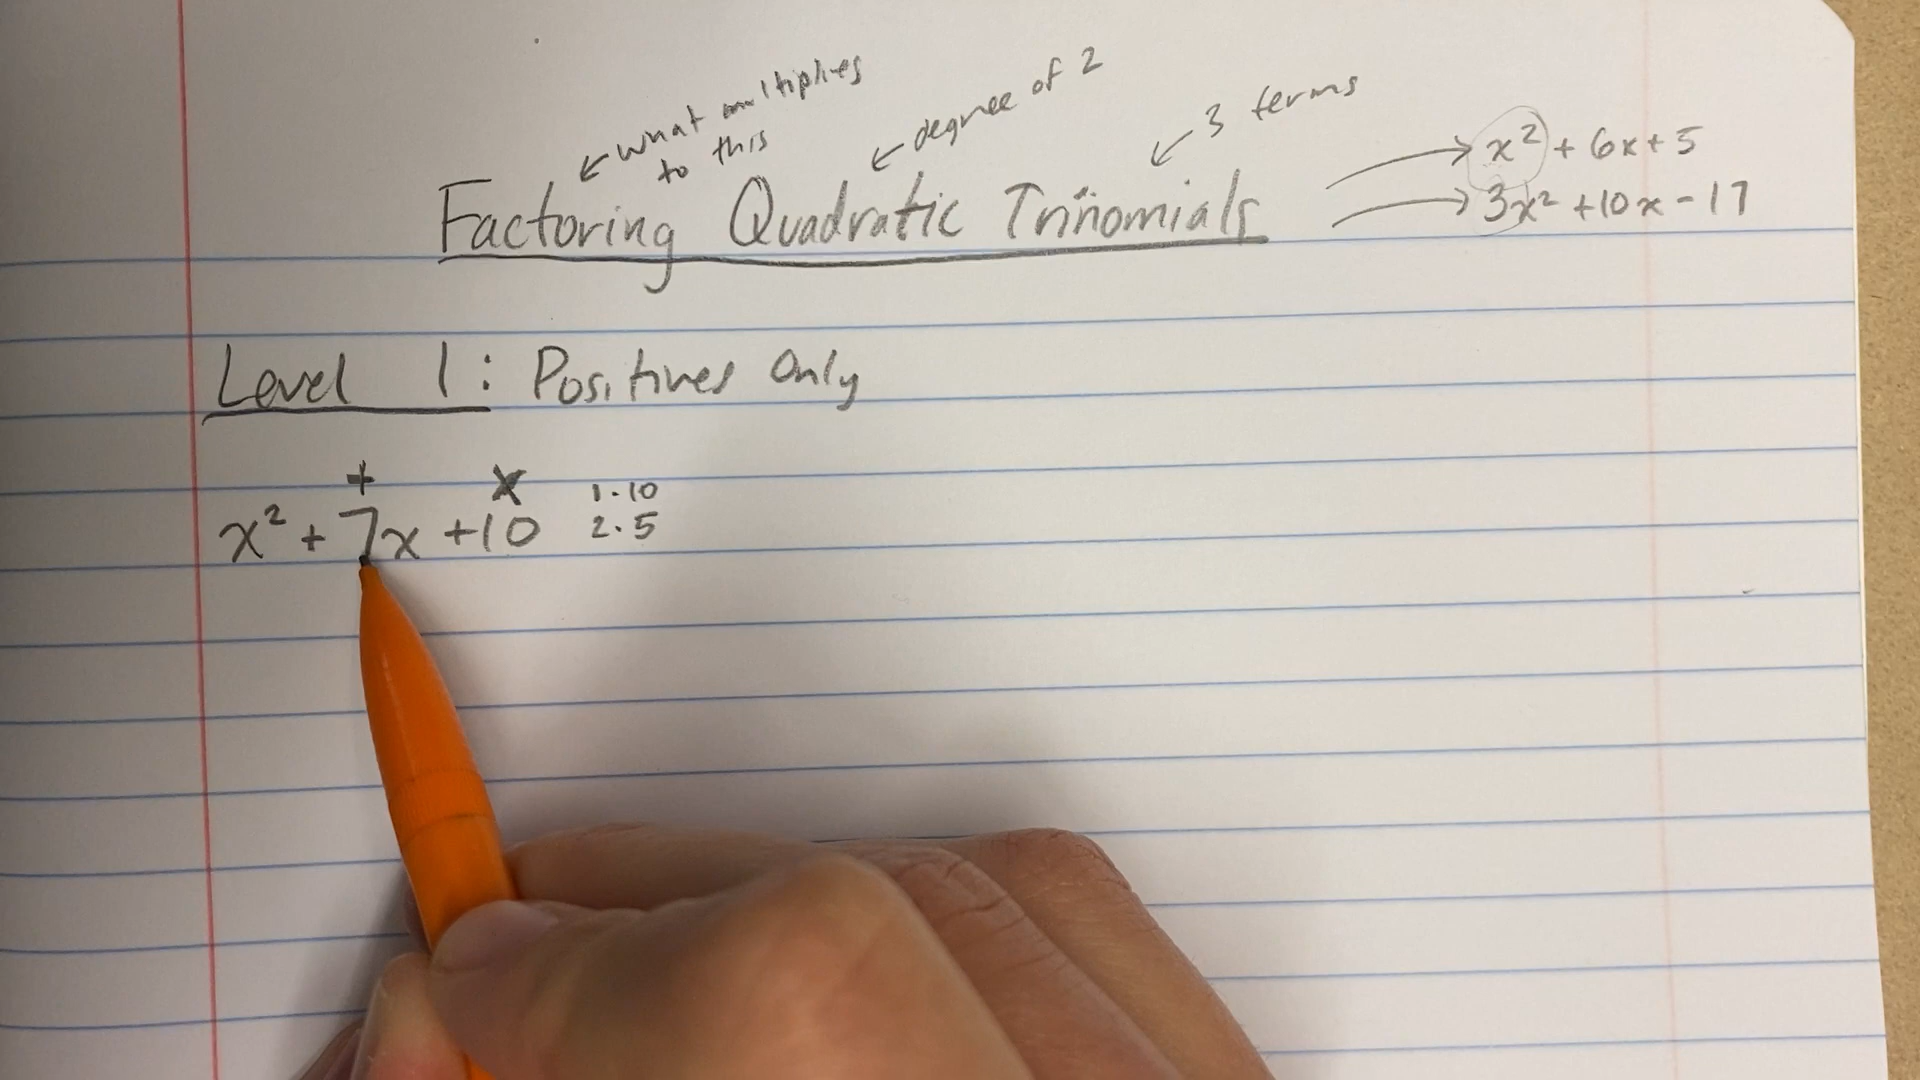 what multiplies
to this
degree of 2
3 terms
Factoring Quadratic Trinomials
x² + 6x + 5
3x² + 10x - 17
Level 1: Positives Only
+ x
x² + 7x + 10
1 · 10
2 · 5